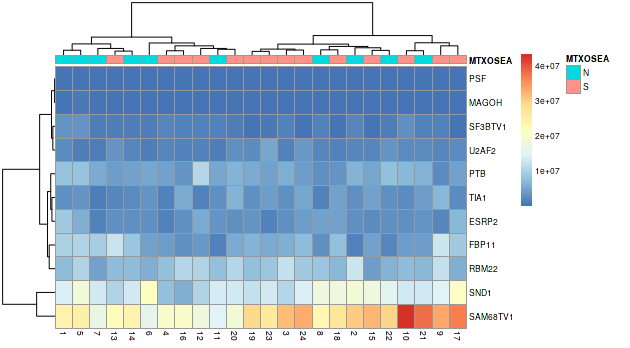 MTXOSEA
PSF
MAGOH
SF3BTV1
U2AF2
PTB
TIA1
ESRP2
FBP11
RBM22
SND1
SAM68TV1
1 5 7 13 14 6 4 16 12 11 20 19 23 3 24 8 18 2 15 22 10 21 9 17
4e+07
3e+07
2e+07
1e+07
MTXOSEA
N
S